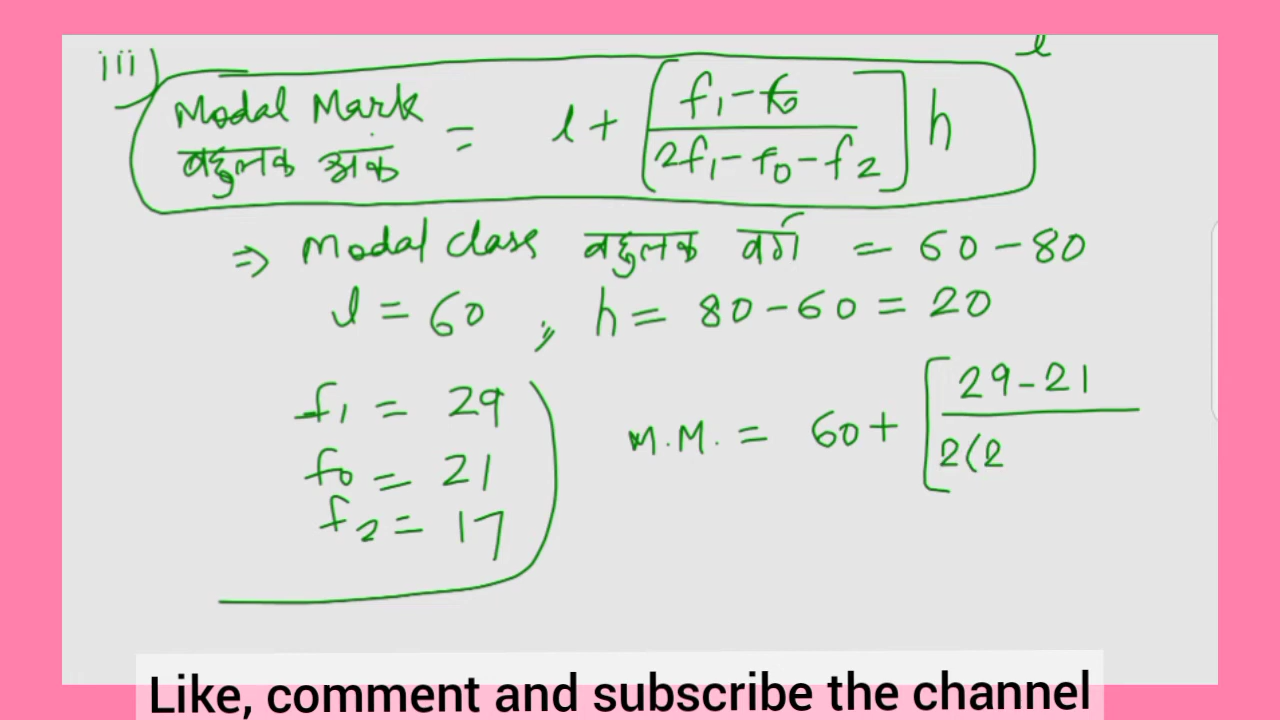 iii)
Modal Mark बहुलक अंक = l + [(f₁ - f₀)/(2f₁ - f₀ - f₂)] h
⇒ Modal class बहुलक वर्ग = 60 - 80
l = 60 ,, h = 80 - 60 = 20
f₁ = 29
f₀ = 21
f₂ = 17
M.M. = 60 + [29 - 21 / 2(2
Like, comment and subscribe the channel